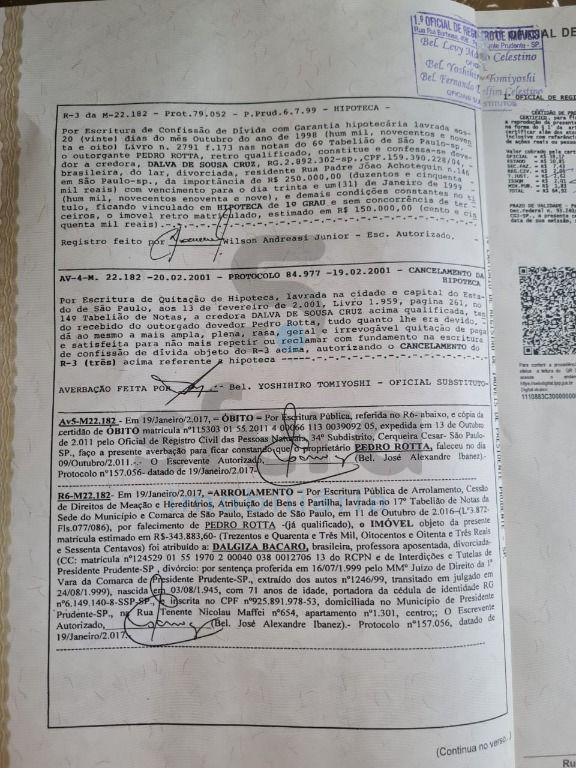 1.º OFICIAL DE REGISTRO DE IMÓVEIS
Bel. Levy
Celestino
OFICIAL
Bel. Yoshihiro Tomiyoshi
Bel. Fernando Delfim Celestino
OFICIAIS SUBSTITUTOS
R-3 da M-22.182 - Prot.79.052 - P.Prud.6.7.99 - HIPOTECA -
Por Escritura de Confissão de Dívida com Garantia hipotecária lavrada aos
20 (vinte) dias do mês Outubro do ano de 1998 (hum mil, novecentos e noven
ta e oito) Livro n. 2791 f.173 nas notas do 69 Tabelião de São Paulo-sp.
o outorgante PEDRO ROTTA, retro qualificado, constitue e confessa-se deve-
dor a credora, DALVA DE SOUSA CRUZ, RG.2.892.302-sp., CPF.159.390.228/04,
brasileira, do lar, divorciada, residente Rua Padre João Achotequin n.146
em São Paulo-sp., da importância de R$ 250.000,00 (duzentos e cinquenta
mil reais) com vencimento para o dia trinta e um(31) de Janeiro de 1999
(hum mil, novecentos enoventa e nove), e demais condições constantes no tí
tulo, ficando vinculado em HIPOTECA de 1º GRAU e sem concorrência de ter -
ceiros, o imovel retro matriculado, estimado em R$ 150.000,00 (cento e cin
quenta mil reais)
Registro feito por Wilson Andreassi Junior - Esc. Autorizado.
AV-4-M. 22.182 -20.02.2001 - PROTOCOLO 84.977 -19.02.2001 - CANCELAMENTO DA
HIPOTECA
Por Escritura de Quitação de Hipoteca, lavrada na cidade e capital do Esta-
do de São Paulo, aos 13 de fevereiro de 2.001, Livro 1.959, pagina 261, no
149 Tabelião de Notas, a credora DALVA DE SOUSA CRUZ acima qualificada, ten
do recebido do outorgado devedor Pedro Rotta, tudo quanto lhe era devido,
dá ao mesmo a mais ampla, plena, rasa, geral e irrevogável quitação de paga
e satisfeita para não mais repetir ou reclamar com fundamento na escritura
de confissão de dívida objeto do R-3 acima, autorizando o CANCELAMENTO do
R-3 (três) acima referente a hipoteca
AVERBAÇÃO FEITA POR Bel. YOSHIHIRO TOMIYOSHI - OFICIAL SUBSTITUTO-
Av5-M22.182 - Em 19/Janeiro/2.017, – ÓBITO – Por Escritura Pública, referida no R6- abaixo, e cópia da
certidão de ÓBITO matrícula nº115303 01 55 2011 4 00066 113 0039092 05, expedida em 13 de Outubro
de 2.011 pelo Oficial de Registro Civil das Pessoas Naturais, 34º Subdistrito, Cerqueira Cesar- São Paulo-
SP., faço a presente averbação para ficar constando que o proprietário PEDRO ROTTA, faleceu no dia
09/Outubro/2.011.-. O Escrevente Autorizado, (Bel. José Alexandre Ibanez).-
Protocolo nº157.056- datado de 19/Janeiro/2.017-
R6-M22.182- Em 19/Janeiro/2.017, –ARROLAMENTO – Por Escritura Pública de Arrolamento, Cessão
de Direitos de Meação e Hereditários, Atribuição de Bens e Partilha, lavrada no 17º Tabelião de Notas da
Sede do Município e Comarca de São Paulo, Estado de São Paulo, em 11 de Outubro de 2.016–(L°3.872-
Fls.077/086), por falecimento de PEDRO ROTTA -(já qualificado), o IMÓVEL objeto da presente
matrícula estimado em R$-343.883,60- (Trezentos e Quarenta e Três Mil, Oitocentos e Oitenta e Três Reais
e Sessenta Centavos) foi atribuído a: DALGIZA BACARO, brasileira, professora aposentada, divorciada-
(CC: matrícula nº124529 01 55 1970 2 00040 038 0012706 13 do RCPN e de Interdições e Tutelas de
Presidente Prudente-SP , divórcio: por sentença proferida em 16/07/1.999 pelo MMº Juizo de Direito da 1ª
Vara da Comarca de Presidente Prudente-SP., extraído dos autos nº1246/99, transitado em julgado em
24/08/1.999), nascida em 03/08/1.945, com 71 anos de idade, portadora da cédula de identidade RG
nº6.149.140-8-SSP-SP., e inscrita no CPF nº925.891.978-53, domiciliada no Município de Presidente
Prudente-SP., na Rua Tenente Nicolau Maffei nº654, apartamento nº1.301, centro;; O Escrevente
Autorizado, (Bel. José Alexandre Ibanez).- Protocolo nº157.056, datado de
19/Janeiro/2.017.-
(Continua no verso
1º OFICIAL DE REGI